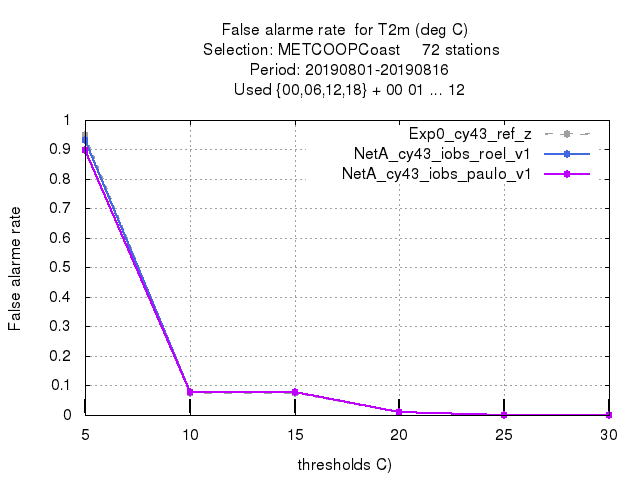 False alarme rate  for T2m (deg C)
Selection: METCOOPCoast     72 stations
Period: 20190801-20190816
Used {00,06,12,18} + 00 01 ... 12
Exp0_cy43_ref_z
NetA_cy43_iobs_roel_v1
NetA_cy43_iobs_paulo_v1
1
0.9
0.8
0.7
0.6
0.5
0.4
0.3
0.2
0.1
0
False alarme rate
5 10 15 20 25 30
thresholds C)